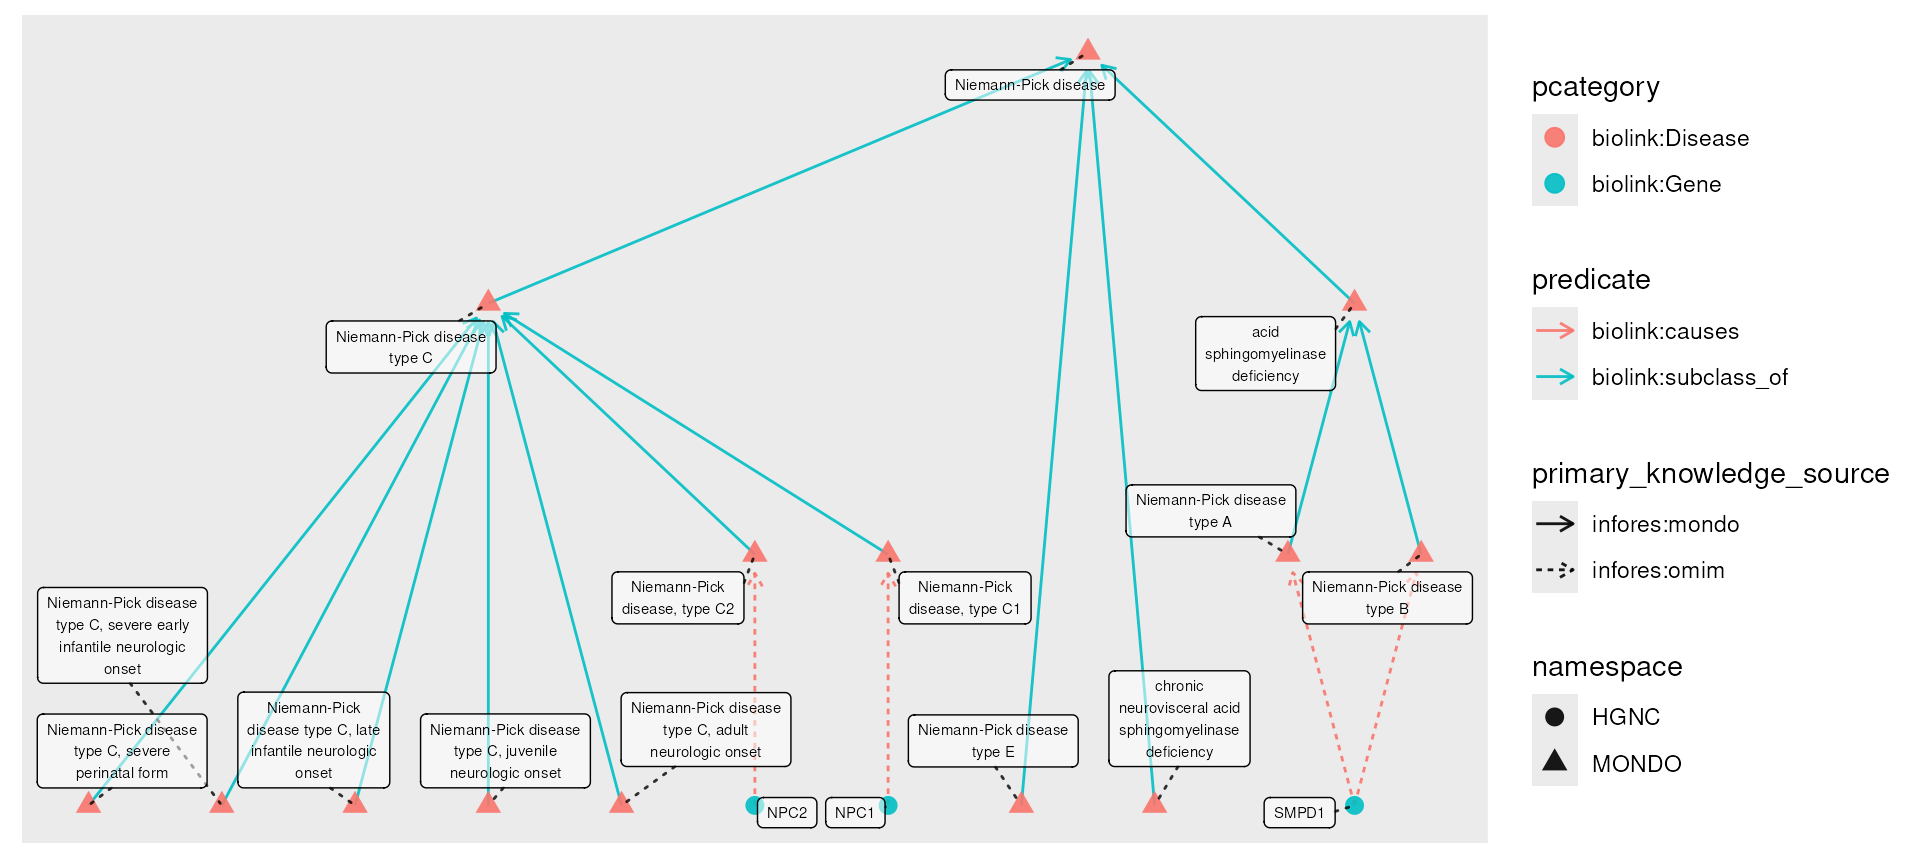 Niemann-Pick disease
Niemann-Pick disease
type C
acid
sphingomyelinase
deficiency
Niemann-Pick disease
type A
Niemann-Pick
disease, type C2
Niemann-Pick
disease, type C1
Niemann-Pick disease
type B
Niemann-Pick disease
type C, severe early
infantile neurologic
onset
Niemann-Pick disease
type C, severe
perinatal form
Niemann-Pick
disease type C, late
infantile neurologic
onset
Niemann-Pick disease
type C, juvenile
neurologic onset
Niemann-Pick disease
type C, adult
neurologic onset
Niemann-Pick disease
type E
chronic
neurovisceral acid
sphingomyelinase
deficiency
NPC2
NPC1
SMPD1
pcategory
biolink:Disease
biolink:Gene
predicate
biolink:causes
biolink:subclass_of
primary_knowledge_source
infores:mondo
infores:omim
namespace
HGNC
MONDO